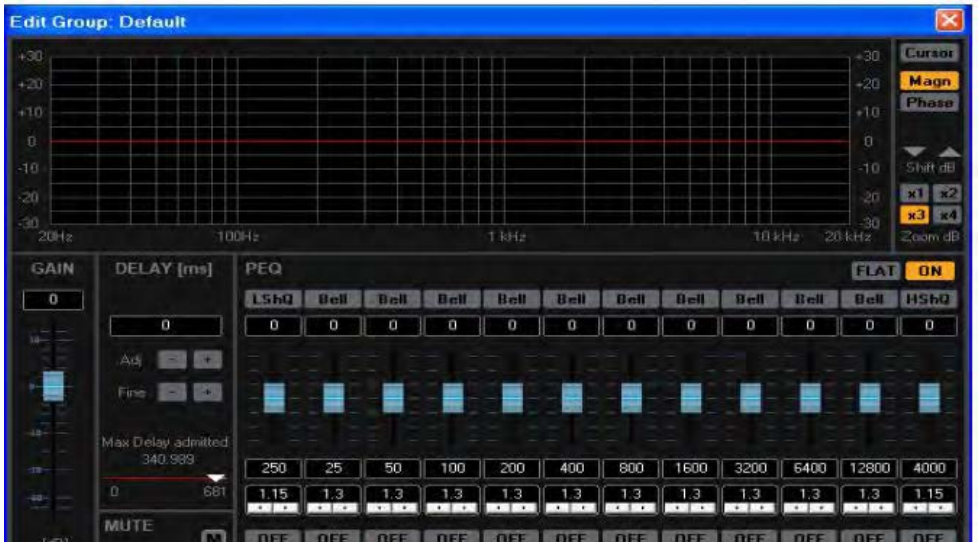 Edit Group: Default
+30 +30 Cursor
+20 +20 Magn
+10 +10 Phase
0 0
-10 -10 Shift dB
-20 -20 x1 x2
-30 -30 x3 x4
20Hz 100Hz 1 kHz 10 kHz 20 kHz Zoom dB
GAIN DELAY [ms] PEQ FLAT ON
0 LShQ Bell Bell Bell Bell Bell Bell Bell Bell Bell Bell HShQ
0 0 0 0 0 0 0 0 0 0 0 0 0
Adj - +
Fine - +
Max Delay admitted
340.989
250 25 50 100 200 400 800 1600 3200 6400 12800 4000
0 681 1.15 1.3 1.3 1.3 1.3 1.3 1.3 1.3 1.3 1.3 1.3 1.15
MUTE M
OFF OFF OFF OFF OFF OFF OFF OFF OFF OFF OFF OFF